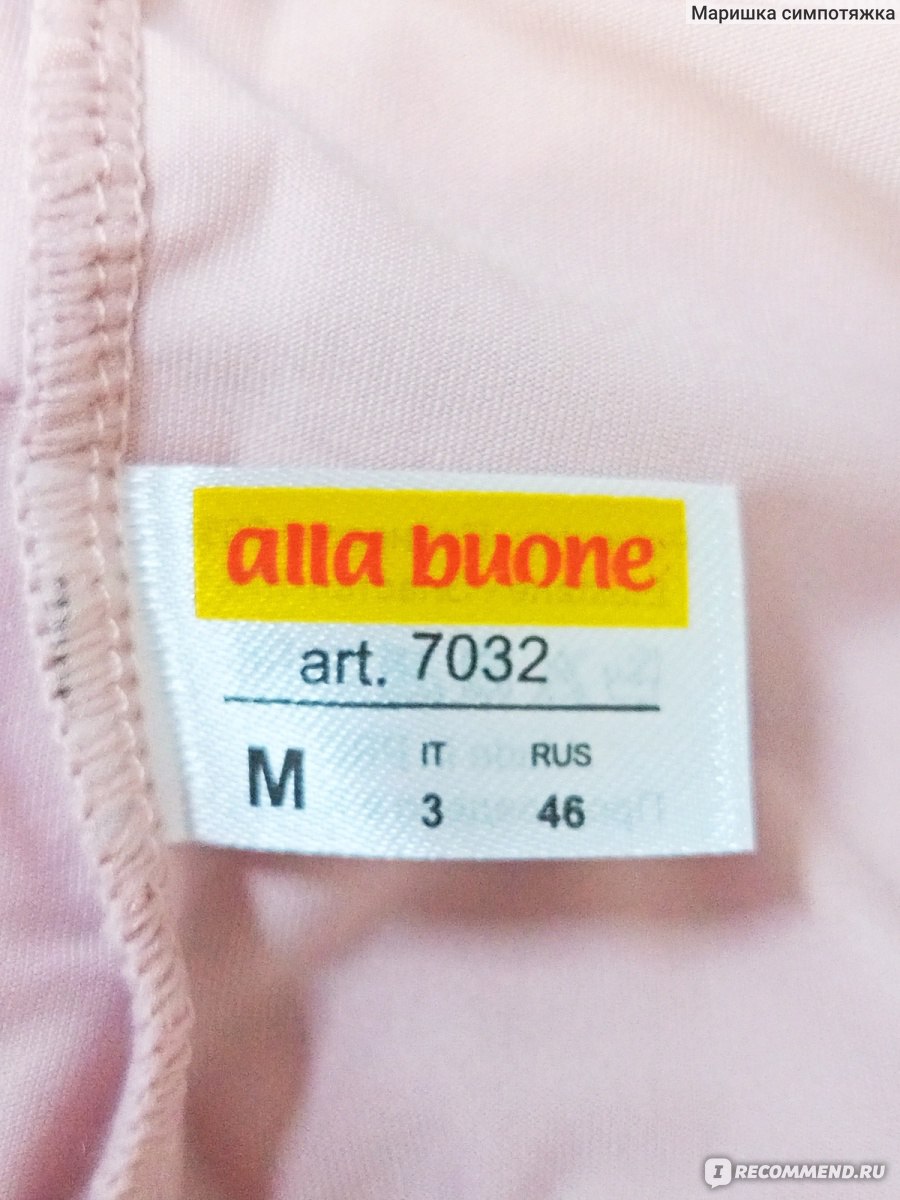 Маришка симпотяжка
alla buone
art. 7032
M IT RUS
3 46
I RECOMMEND.RU